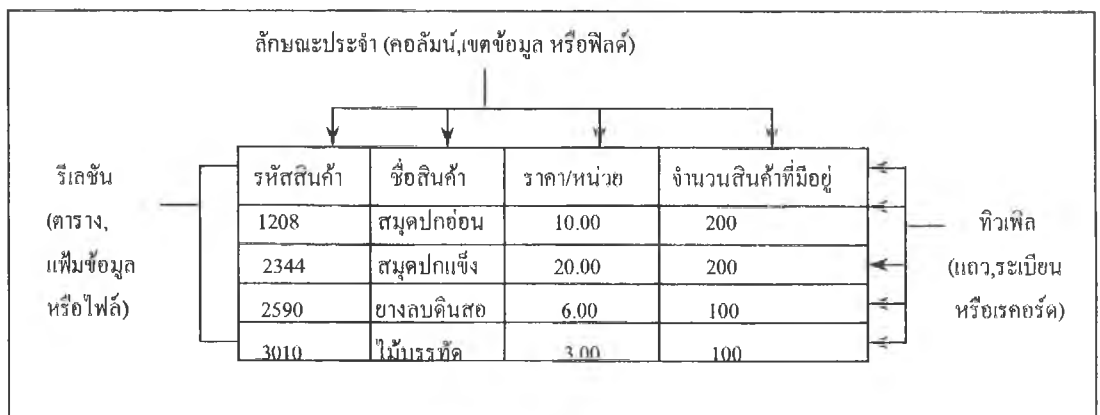 ลักษณะประจำ (คอลัมน์,เขตข้อมูล หรือฟิลด์)
รีเลชัน
(ตาราง,
แฟ้มข้อมูล
หรือไฟล์)
รหัสสินค้า ชื่อสินค้า ราคา/หน่วย จำนวนสินค้าที่มีอยู่
1208 สมุดปกอ่อน 10.00 200
2344 สมุดปกแข็ง 20.00 200
2590 ยางลบดินสอ 6.00 100
3010 ไม้บรรทัด 3.00 100
ทิวเพิล
(แถว,ระเบียน
หรือเรคอร์ด)